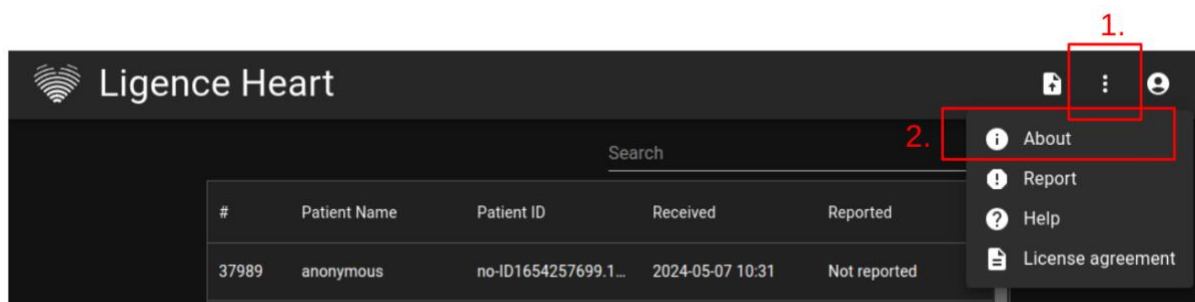 1.
Ligence Heart
2.
About
Search
Report
# Patient Name Patient ID Received Reported
Help
37989 anonymous no-ID1654257699.1... 2024-05-07 10:31 Not reported
License agreement